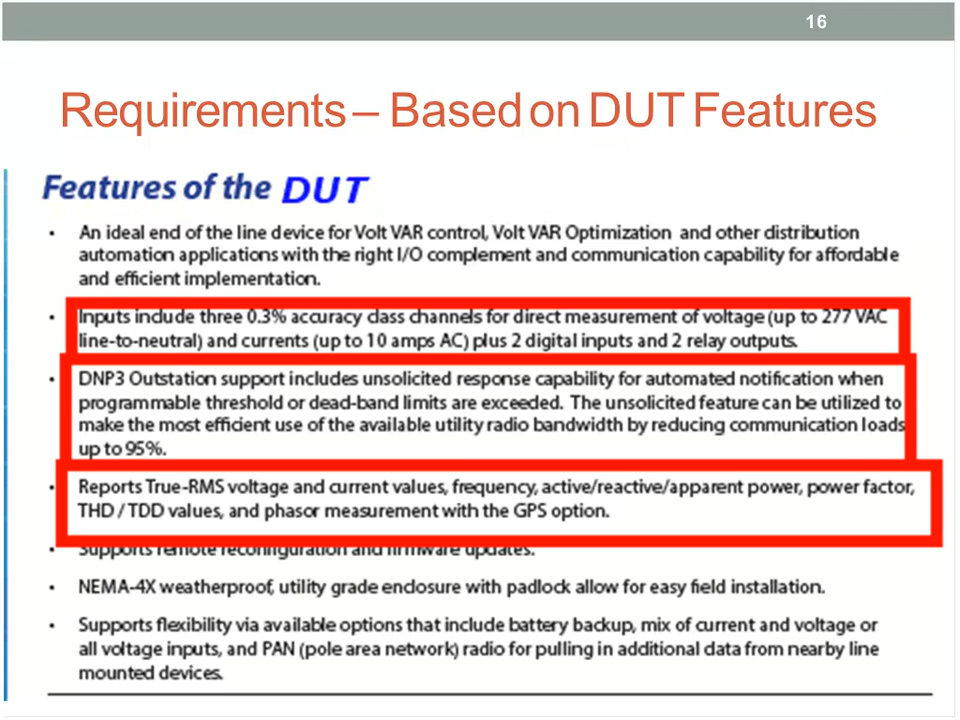 16
Requirements – Based on DUT Features
Features of the DUT
• An ideal end of the line device for Volt VAR control, Volt VAR Optimization and other distribution
automation applications with the right I/O complement and communication capability for affordable
and efficient implementation.
• Inputs include three 0.3% accuracy class channels for direct measurement of voltage (up to 277 VAC
line-to-neutral) and currents (up to 10 amps AC) plus 2 digital inputs and 2 relay outputs.
• DNP3 Outstation support includes unsolicited response capability for automated notification when
programmable threshold or dead-band limits are exceeded. The unsolicited feature can be utilized to
make the most efficient use of the available utility radio bandwidth by reducing communication loads
up to 95%.
• Reports True-RMS voltage and current values, frequency, active/reactive/apparent power, power factor,
THD / TDD values, and phasor measurement with the GPS option.
• Supports remote reconfiguration and firmware updates.
• NEMA-4X weatherproof, utility grade enclosure with padlock allow for easy field installation.
• Supports flexibility via available options that include battery backup, mix of current and voltage or
all voltage inputs, and PAN (pole area network) radio for pulling in additional data from nearby line
mounted devices.